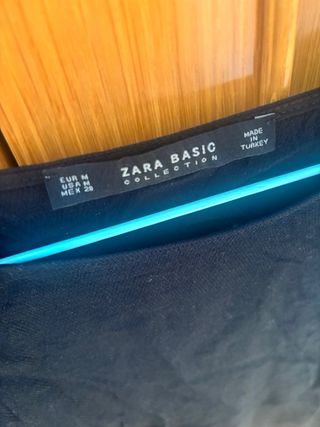 EUR M
USA M
MEX 28
ZARA BASIC
COLLECTION
MADE
IN
TURKEY